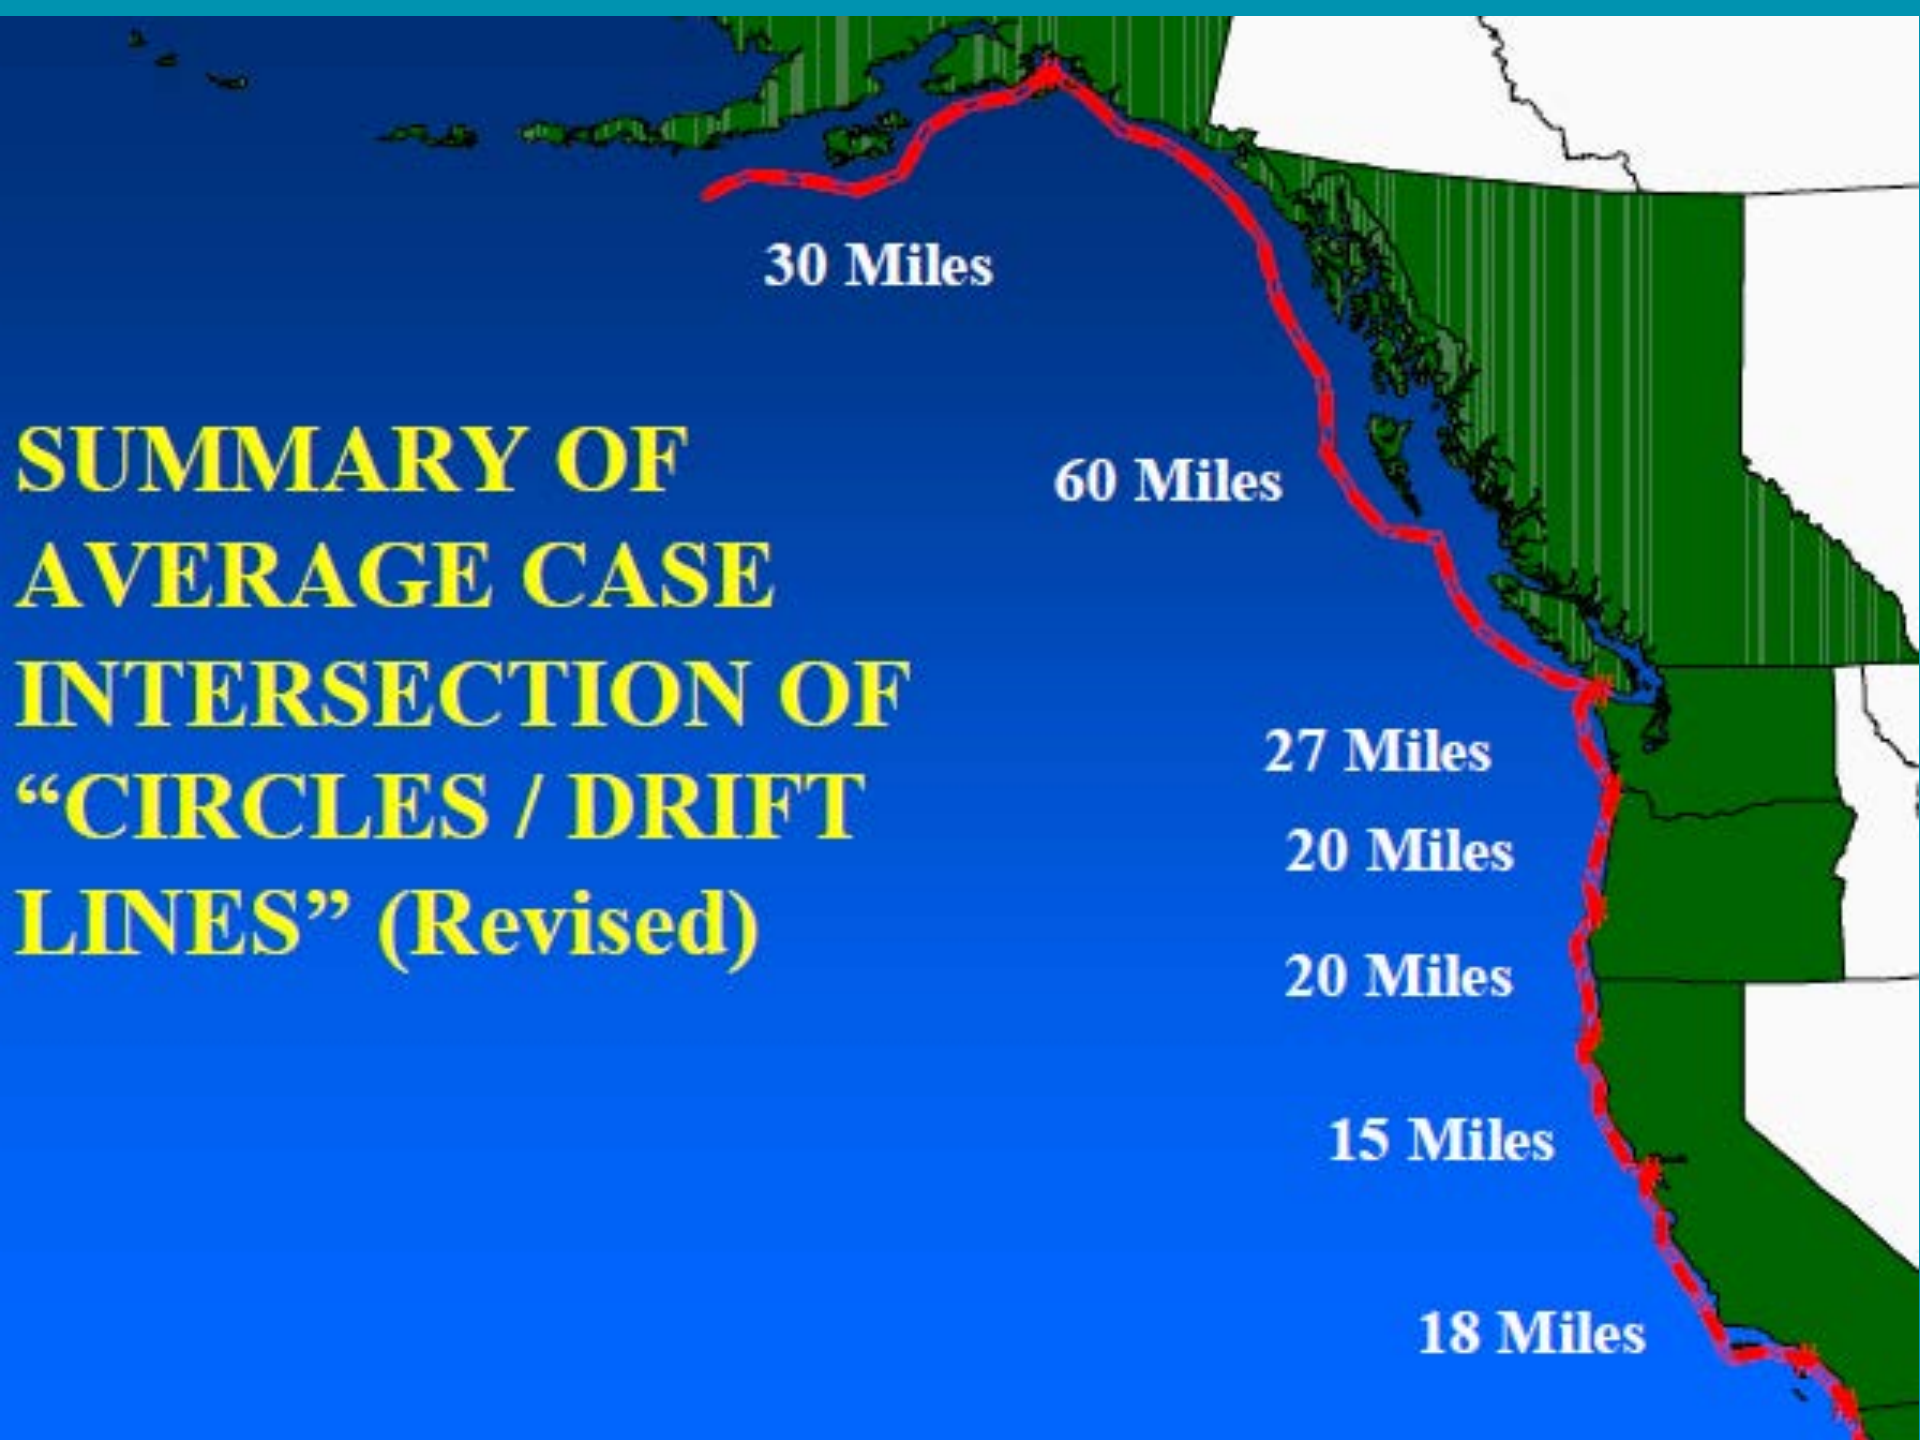 30 Miles
60 Miles
SUMMARY OF
AVERAGE CASE
INTERSECTION OF
“CIRCLES / DRIFT
LINES” (Revised)
27 Miles
20 Miles
20 Miles
15 Miles
18 Miles